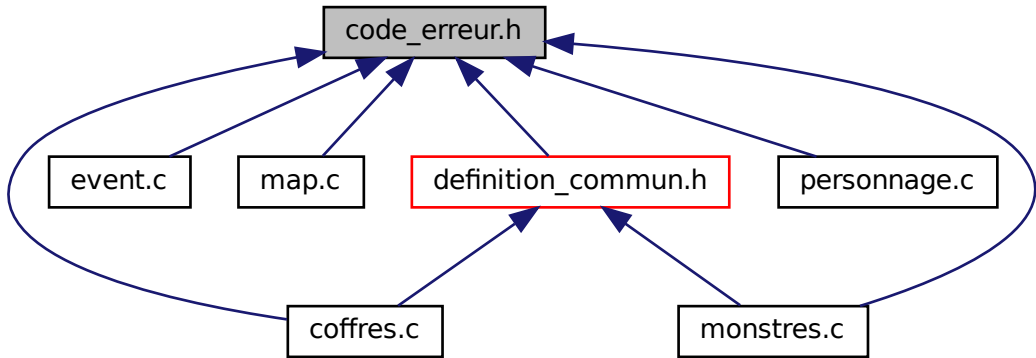 code_erreur.h
event.c
map.c
definition_commun.h
personnage.c
coffres.c
monstres.c